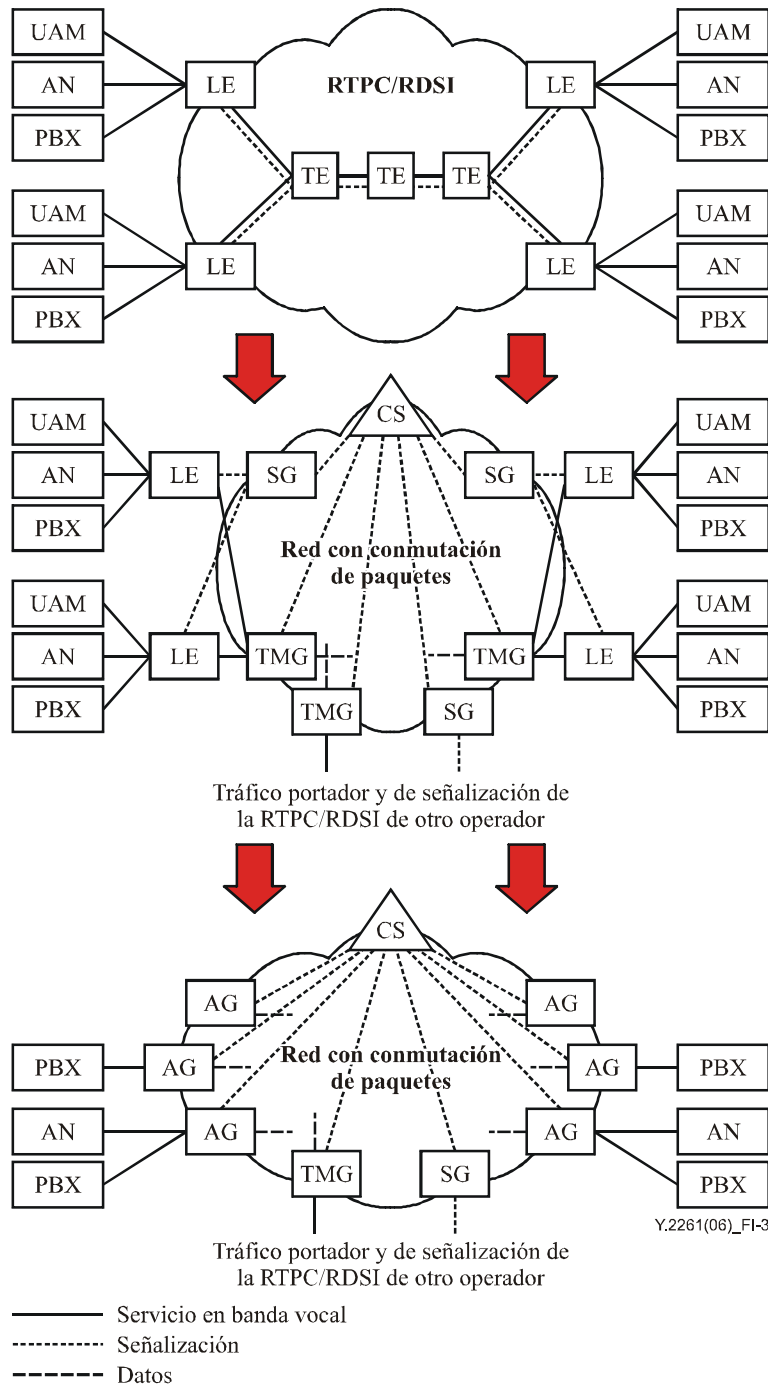 UAM
UAM
LE
RTPC/RDSI
LE
AN
AN
PBX
PBX
TE
TE
TE
UAM
UAM
AN
LE
LE
AN
PBX
PBX
CS
UAM
UAM
AN
LE
SG
SG
LE
AN
PBX
PBX
Red con conmutación
de paquetes
UAM
UAM
AN
LE
TMG
TMG
LE
AN
PBX
TMG
SG
PBX
Tráfico portador y de señalización de
la RTPC/RDSI de otro operador
CS
AG
AG
Red con conmutación
de paquetes
PBX
AG
AG
PBX
AN
AG
AG
AN
PBX
TMG
SG
PBX
Y.2261(06)_FI-3
Tráfico portador y de señalización de
la RTPC/RDSI de otro operador
Servicio en banda vocal
Señalización
Datos